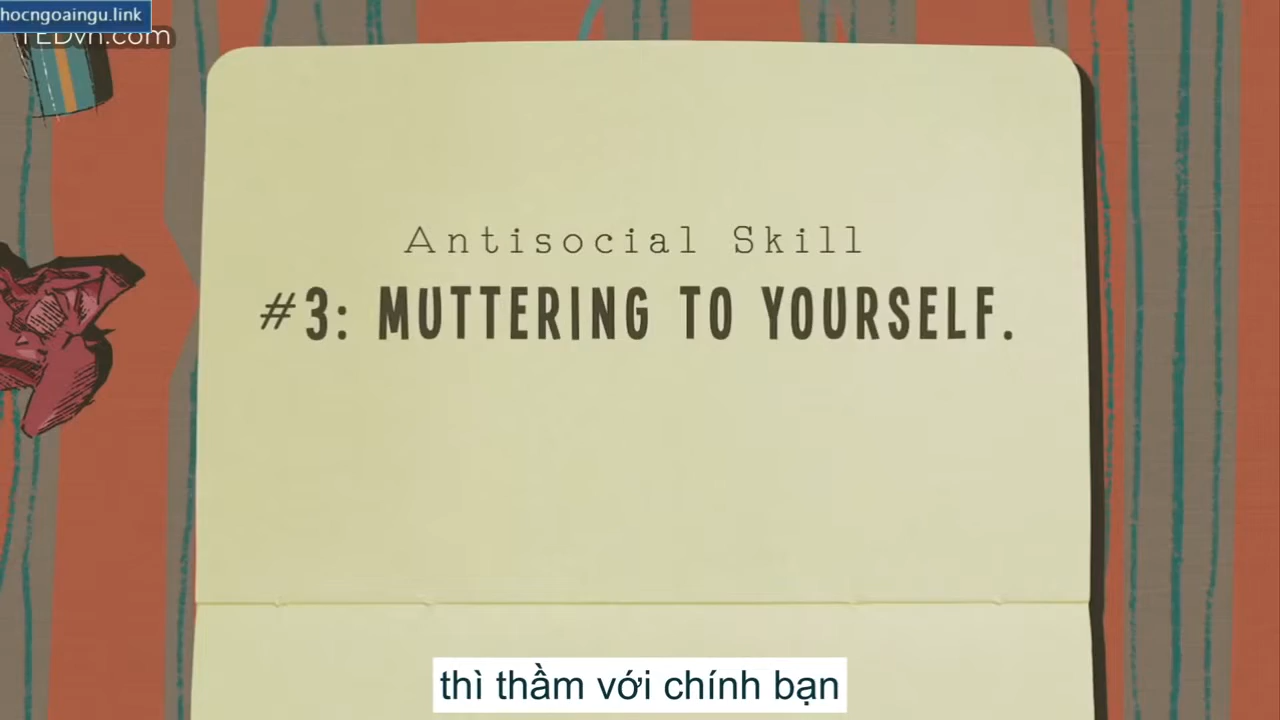 hocngoaingu.link
TEDvn.com
Antisocial Skill
#3: MUTTERING TO YOURSELF.
thì thầm với chính bạn